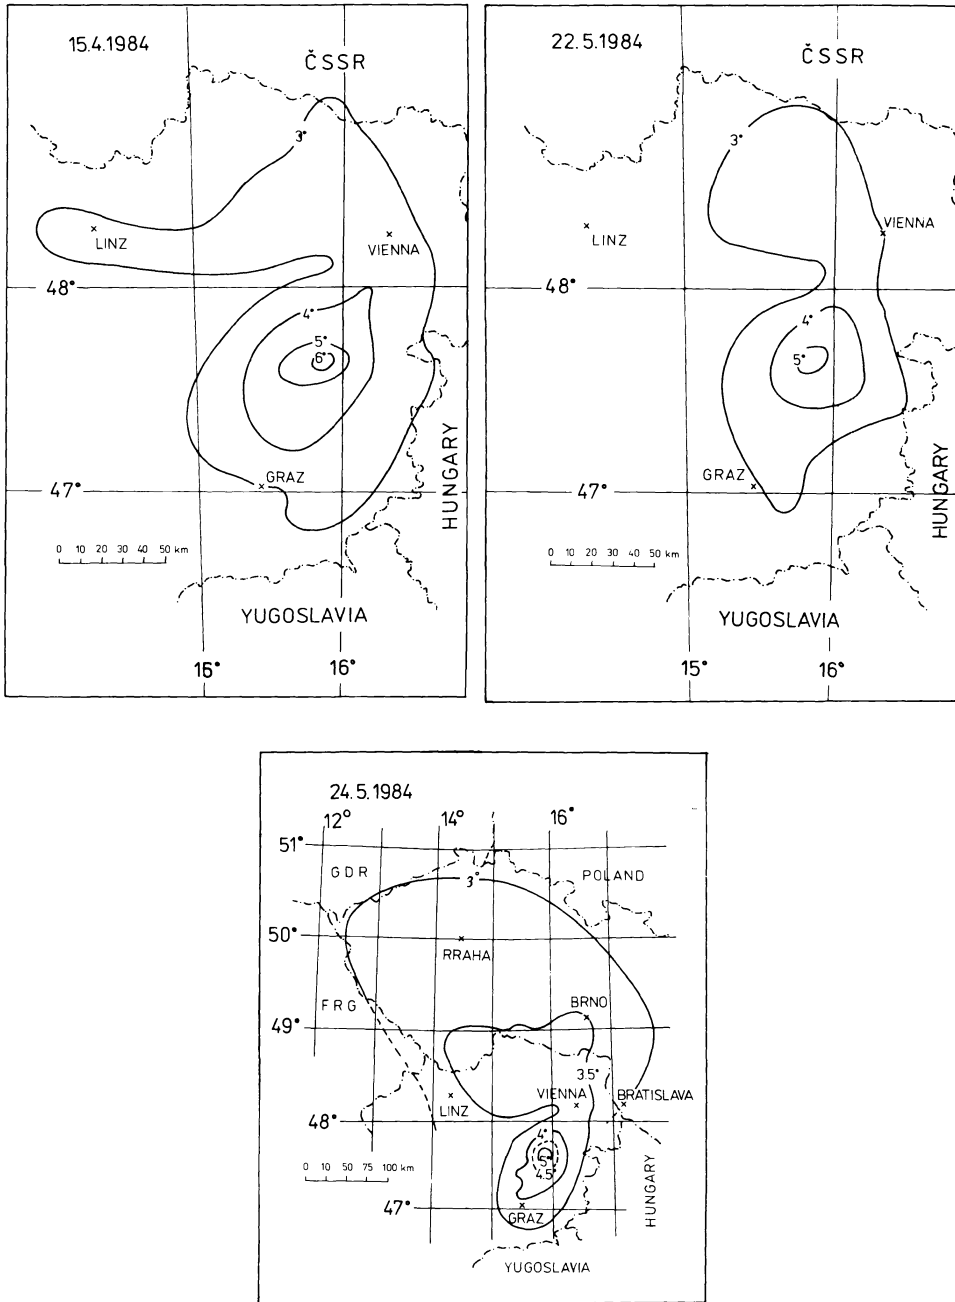 15.4.1984
ČSSR
3°
LINZ
VIENNA
48°
4°
5°
6°
GRAZ
47°
HUNGARY
0 10 20 30 40 50 km
YUGOSLAVIA
15°
16°
22.5.1984
ČSSR
3°
VIENNA
LINZ
48°
4°
5°
GRAZ
47°
HUNGARY
0 10 20 30 40 50 km
YUGOSLAVIA
15°
16°
24.5.1984
12° 14° 16°
51°
GDR
3°
POLAND
50°
RRAHA
FRG
BRNO
49°
3.5°
VIENNA
BRATISLAVA
LINZ
48°
4°
5°
4.5°
0 10 25 50 75 100 km
47°
GRAZ
HUNGARY
YUGOSLAVIA